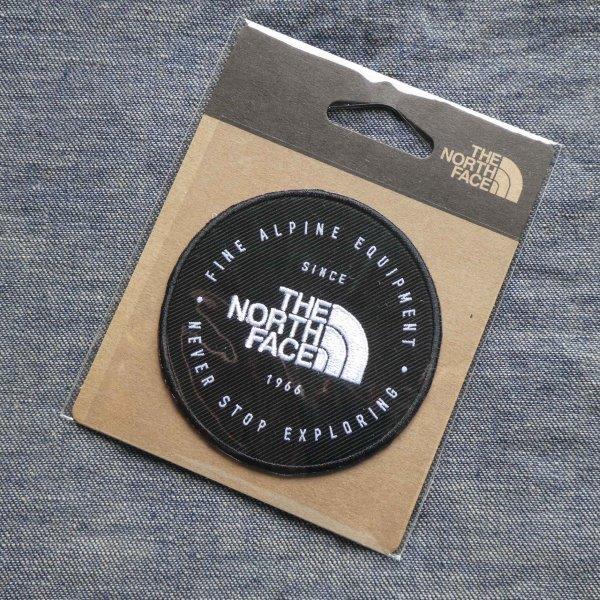 THE
NORTH
FACE
FINE ALPINE EQUIPMENT
SINCE
THE
NORTH
FACE
1966
NEVER STOP EXPLORING